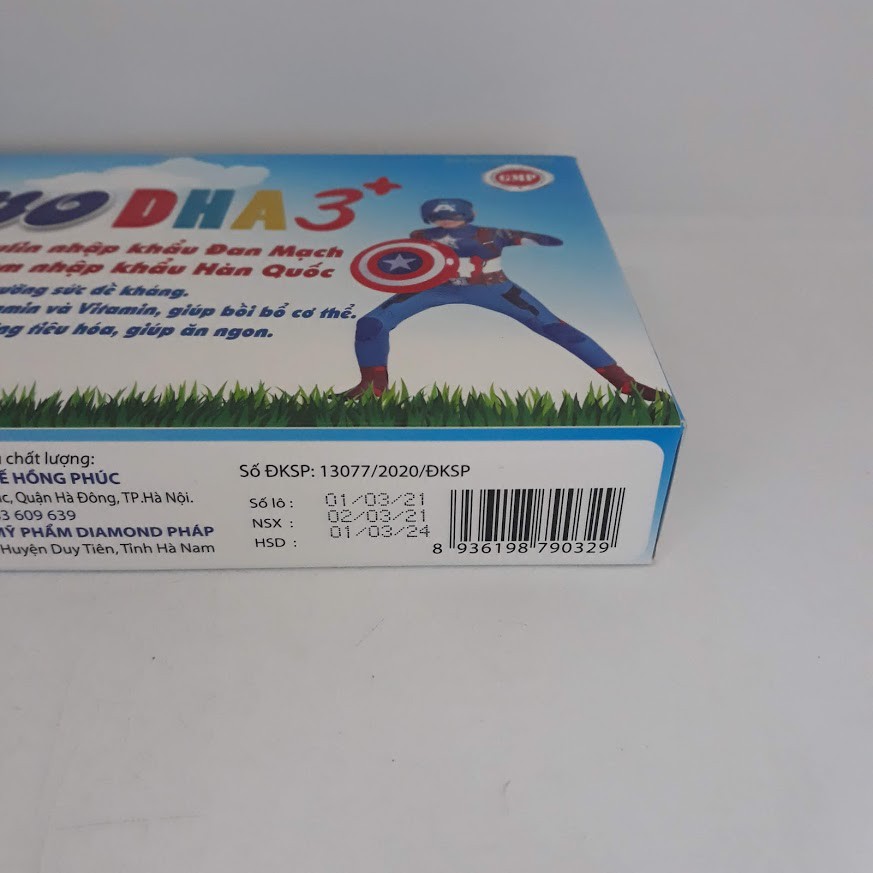 DHA 3+
GMP
nhập khẩu Đan Mạch
nhập khẩu Hàn Quốc
sức đề kháng.
và Vitamin, giúp bồi bổ cơ thể.
tiêu hóa, giúp ăn ngon.
A
chất lượng:
HỒNG PHÚC
Quận Hà Đông, TP.Hà Nội.
3 609 639
MỸ PHẨM DIAMOND PHÁP
Huyện Duy Tiên, Tỉnh Hà Nam
Số ĐKSP: 13077/2020/ĐKSP
Số lô : 01/03/21
NSX : 02/03/21
HSD : 01/03/24
8 936198 790329